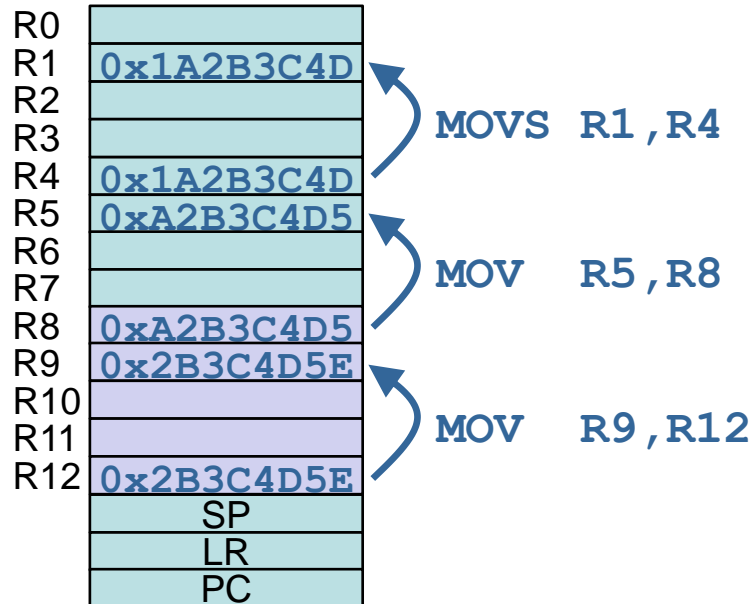 R0
R1 0x1A2B3C4D
R2
R3
MOVS R1,R4
R4 0x1A2B3C4D
R5 0xA2B3C4D5
R6
R7
MOV R5,R8
R8 0xA2B3C4D5
R9 0x2B3C4D5E
R10
R11
MOV R9,R12
R12 0x2B3C4D5E
SP
LR
PC